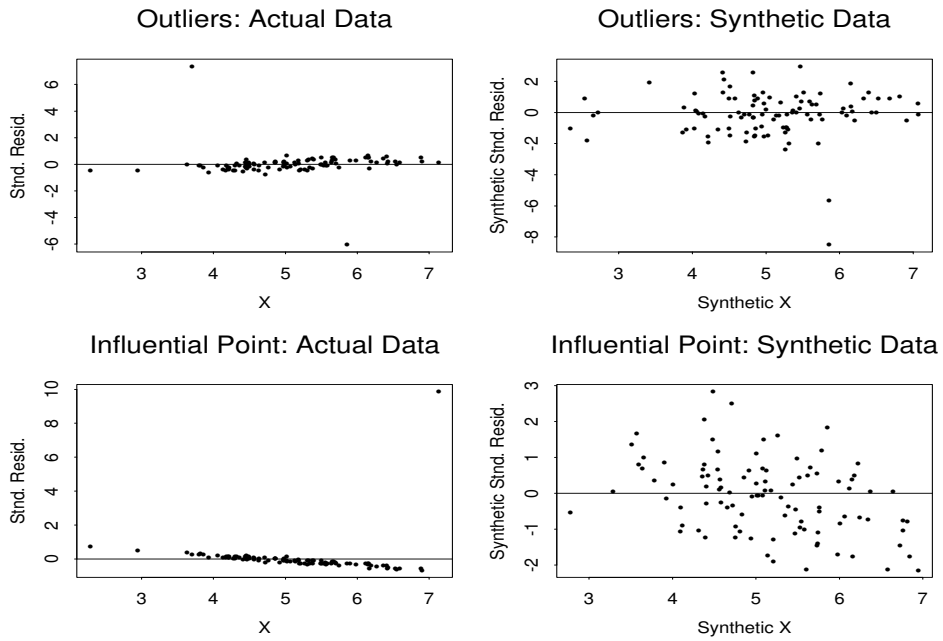 Outliers: Actual Data
Stnd. Resid.
6
4
2
0
-2
-4
-6
3 4 5 6 7
X
Outliers: Synthetic Data
Synthetic Stnd. Resid.
2
0
-2
-4
-6
-8
3 4 5 6 7
Synthetic X
Influential Point: Actual Data
Stnd. Resid.
10
8
6
4
2
0
3 4 5 6 7
X
Influential Point: Synthetic Data
Synthetic Stnd. Resid.
3
2
1
0
-1
-2
3 4 5 6 7
Synthetic X